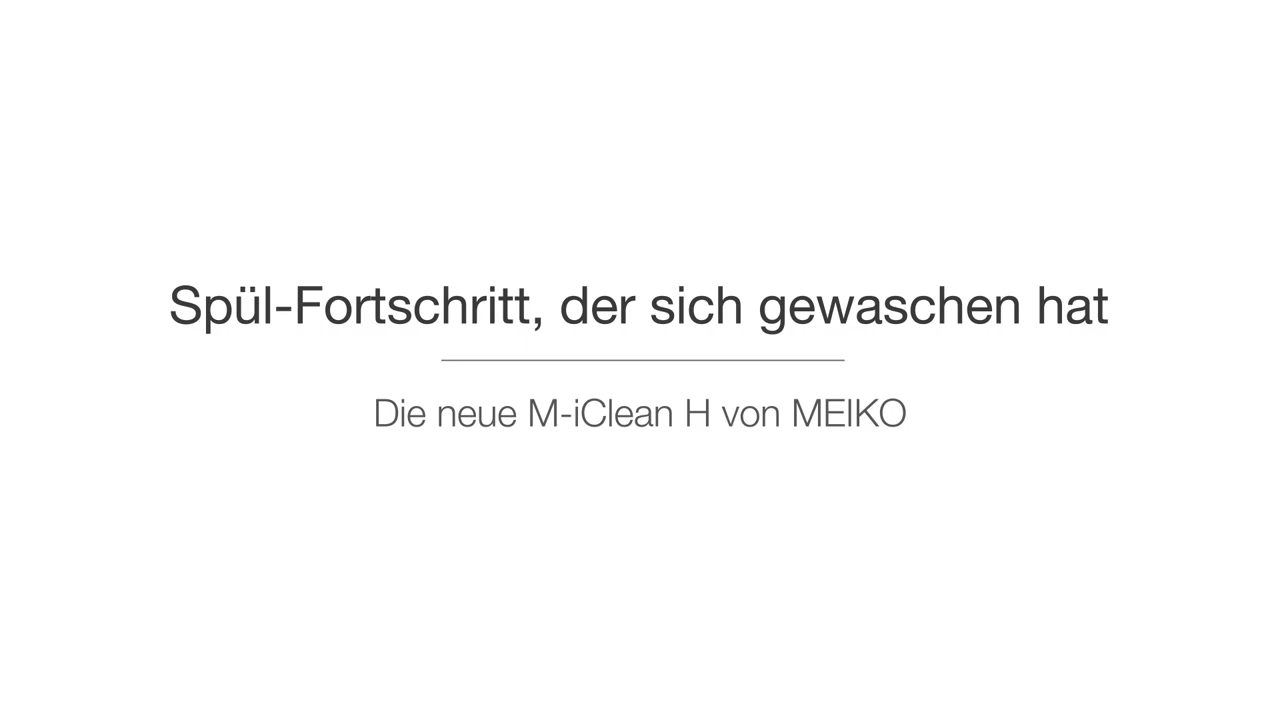 Spül-Fortschritt, der sich gewaschen hat
Die neue M-iClean H von MEIKO